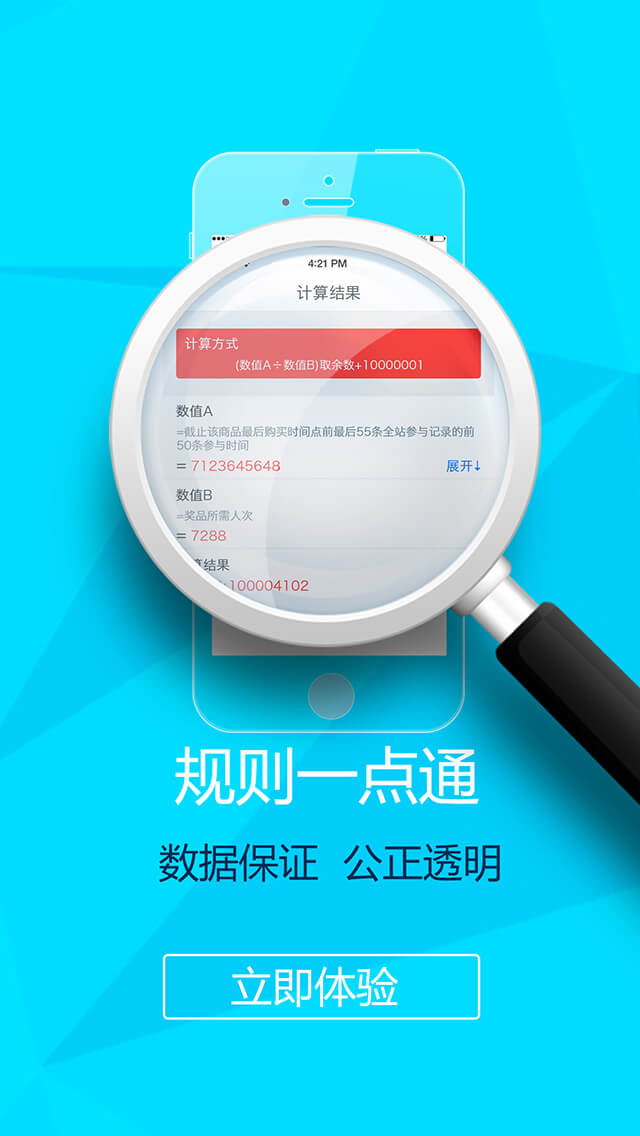 4:21 PM
计算结果
计算方式
(数值A÷数值B)取余数+10000001
数值A
=截止该商品最后购买时间点前最后55条全站参与记录的前
50条参与时间
= 7123645648 展开↓
数值B
=奖品所需人次
= 7288
算结果
100004102
规则一点通
数据保证 公正透明
立即体验